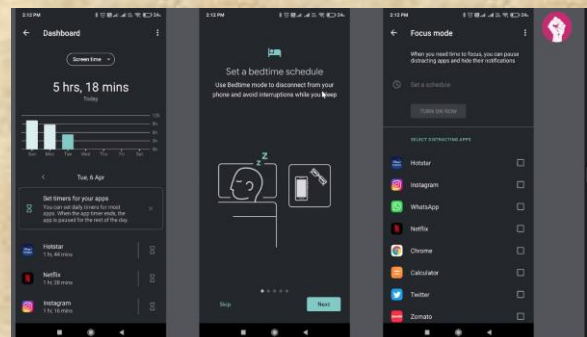 2:12 PM
Dashboard
Screen time
5 hrs, 18 mins
Today
Sun Mon Tue Wed Thu Fri Sat
Tue, 6 Apr
Set timers for your apps
You can set daily timers for most
apps. When the app timer ends, the
app is paused for the rest of the day.
Hotstar
1 hr, 44 mins
Netflix
1 hr, 28 mins
Instagram
1 hr, 16 mins
2:13 PM
Set a bedtime schedule
Use Bedtime mode to disconnect from your
phone and avoid interruptions while you sleep
z Z
Skip
Next
2:12 PM
Focus mode
When you need time to focus, you can pause
distracting apps and hide their notifications
Set a schedule
TURN ON NOW
SELECT DISTRACTING APPS
Hotstar
Instagram
WhatsApp
Netflix
Chrome
Calculator
Twitter
Zomato